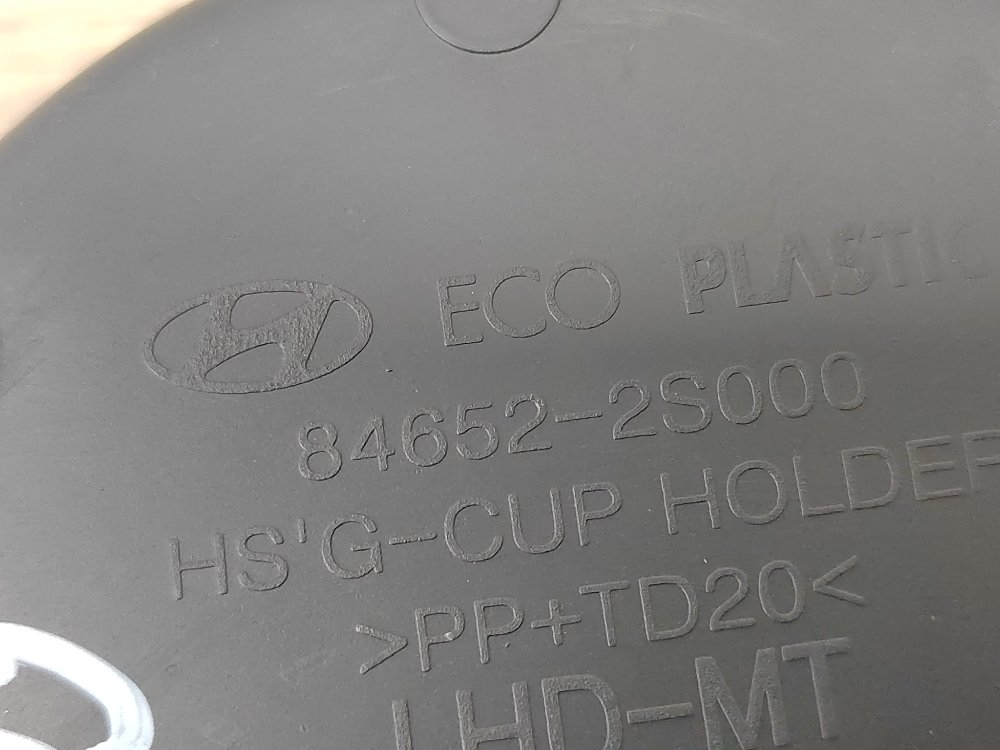 ECO PLASTIC
84652-2S000
HS'G-CUP HOLDER
>PP+TD20<
LHD-MT